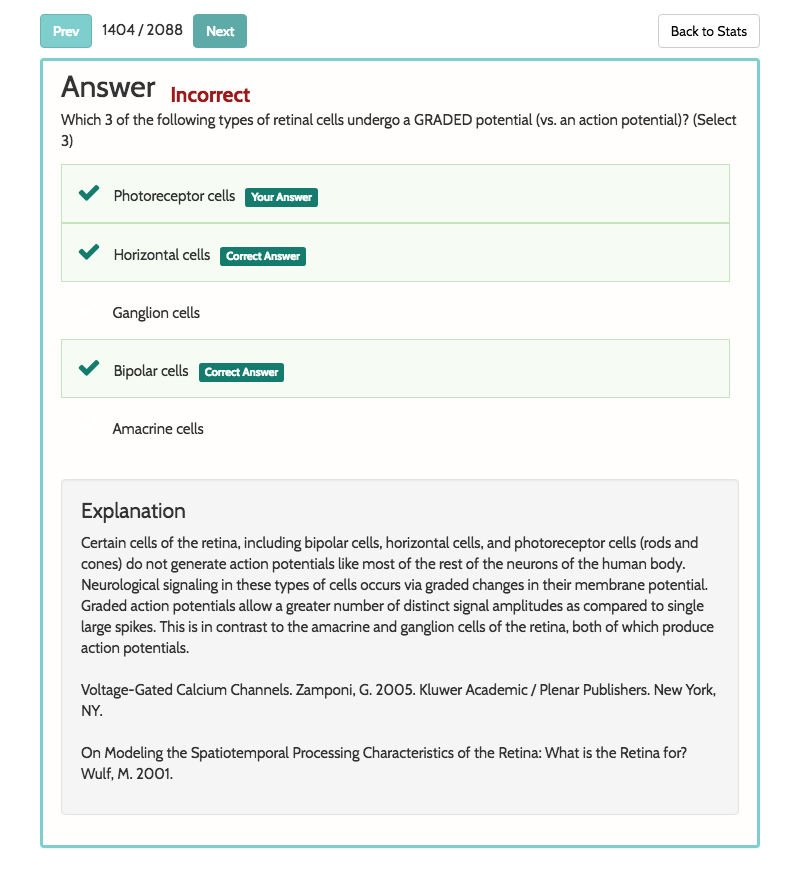 Prev 1404 / 2088 Next Back to Stats
Answer Incorrect
Which 3 of the following types of retinal cells undergo a GRADED potential (vs. an action potential)? (Select
3)
Photoreceptor cells Your Answer
Horizontal cells Correct Answer
Ganglion cells
Bipolar cells Correct Answer
Amacrine cells
Explanation
Certain cells of the retina, including bipolar cells, horizontal cells, and photoreceptor cells (rods and
cones) do not generate action potentials like most of the rest of the neurons of the human body.
Neurological signaling in these types of cells occurs via graded changes in their membrane potential.
Graded action potentials allow a greater number of distinct signal amplitudes as compared to single
large spikes. This is in contrast to the amacrine and ganglion cells of the retina, both of which produce
action potentials.
Voltage-Gated Calcium Channels. Zamponi, G. 2005. Kluwer Academic / Plenar Publishers. New York,
NY.
On Modeling the Spatiotemporal Processing Characteristics of the Retina: What is the Retina for?
Wulf, M. 2001.